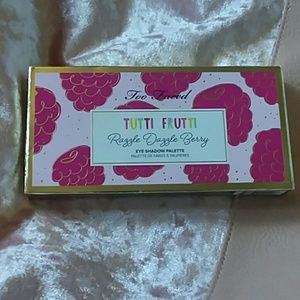 Too Faced
TUTTI FRUTTI
Razzle Dazzle Berry
EYE SHADOW PALETTE
PALETTE DE FARDS À PAUPIÈRES